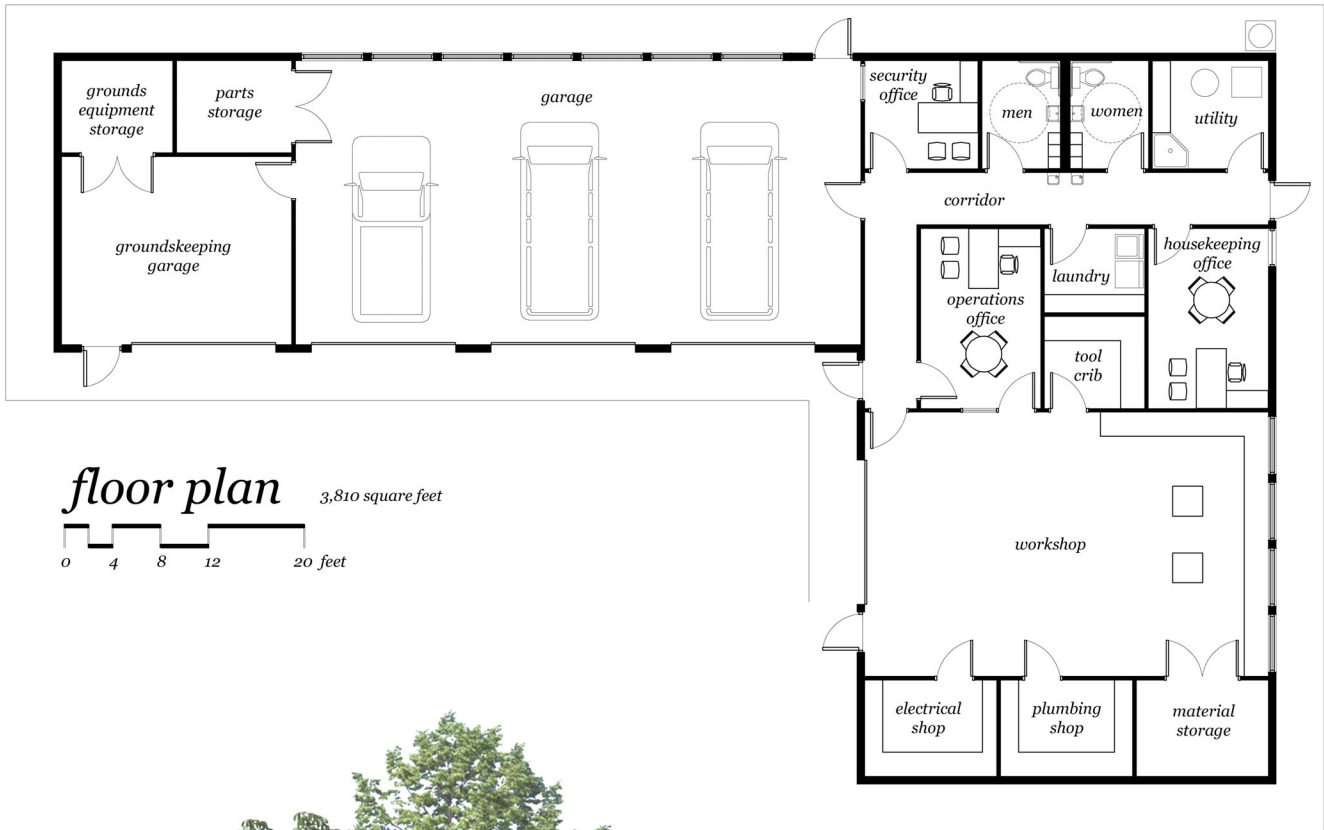 grounds
equipment
storage
parts
storage
garage
security
office
men
women
utility
corridor
groundskeeping
garage
housekeeping
office
laundry
operations
office
tool
crib
floor plan
3,810 square feet
0 4 8 12 20 feet
workshop
electrical
shop
plumbing
shop
material
storage